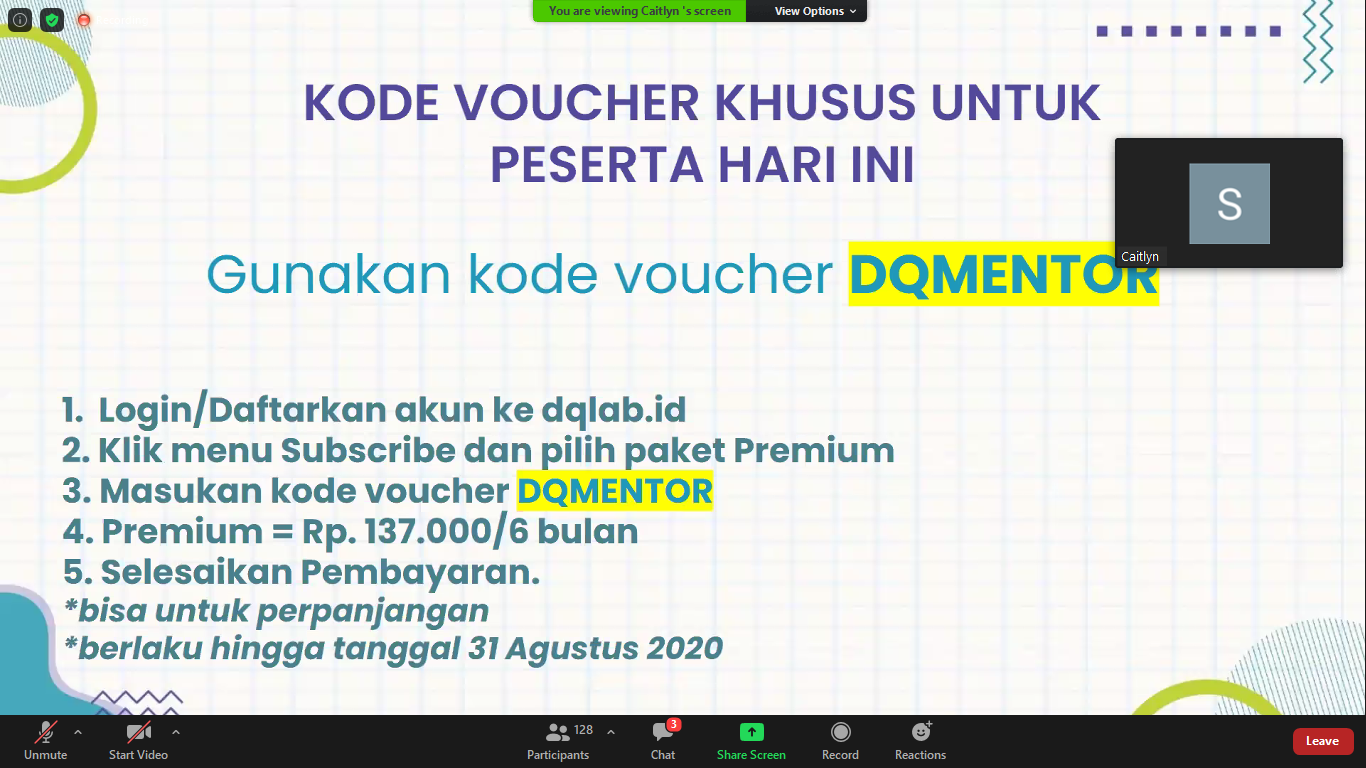 You are viewing Caitlyn 's screen
View Options
Recording
KODE VOUCHER KHUSUS UNTUK
PESERTA HARI INI
S
Caitlyn
Gunakan kode voucher DQMENTOR
1. Login/Daftarkan akun ke dqlab.id
2. Klik menu Subscribe dan pilih paket Premium
3. Masukan kode voucher DQMENTOR
4. Premium = Rp. 137.000/6 bulan
5. Selesaikan Pembayaran.
*bisa untuk perpanjangan
*berlaku hingga tanggal 31 Agustus 2020
Unmute
Start Video
Participants
128
Chat
3
Share Screen
Record
Reactions
Leave